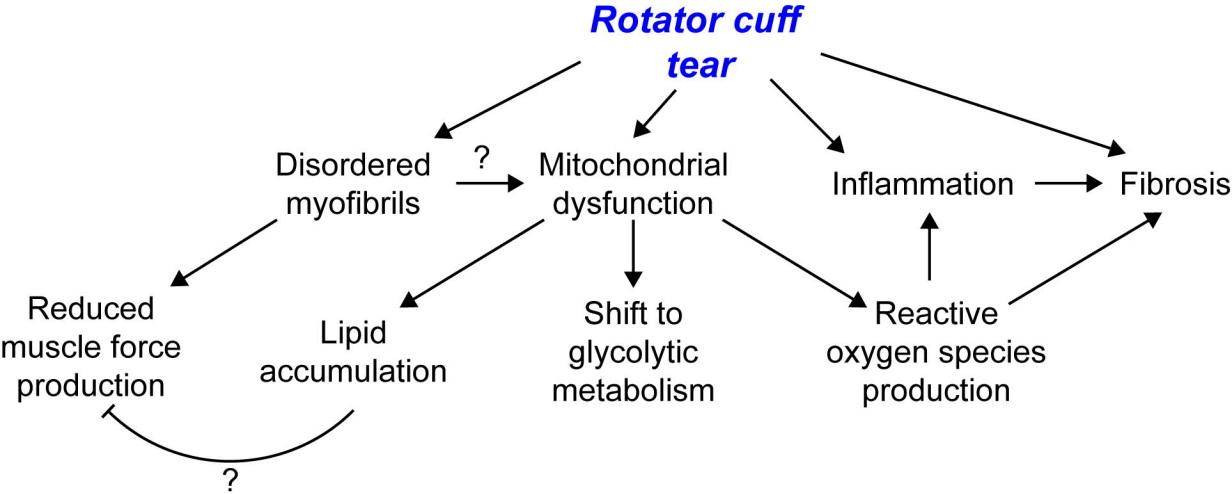 Rotator cuff
tear
Disordered
myofibrils
?
Mitochondrial
dysfunction
Inflammation
Fibrosis
Reduced
muscle force
production
Lipid
accumulation
Shift to
glycolytic
metabolism
Reactive
oxygen species
production
?